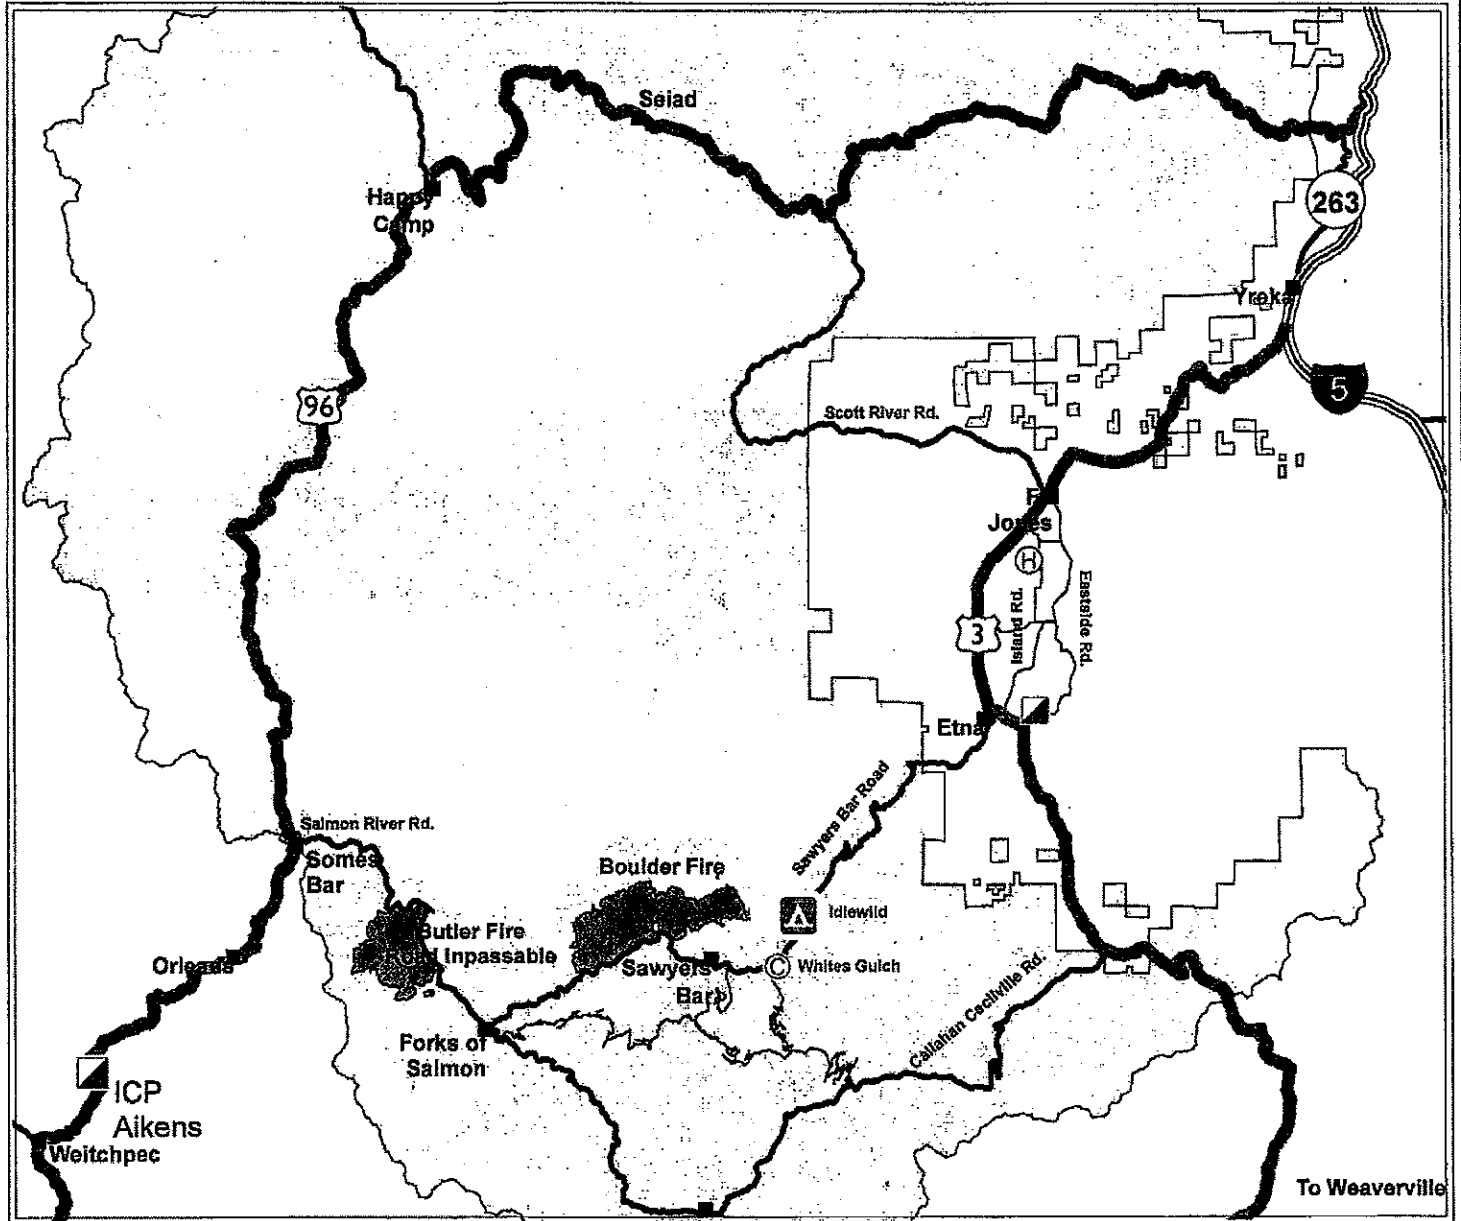 Seiad
Happy
Camp
263
Yreka
5
96
Scott River Rd.
Jones
H
Island Rd.
Eastside Rd.
3
Etna
Sawyers Bar Road
Salmon River Rd.
Somes
Bar
Boulder Fire
Idlewild
Butler Fire
Road Inpassable
Orleans
Sawyers
Bar
C
Whites Gulch
Callahan Cecilville Rd.
Forks of
Salmon
ICP
Aikens
Weitchpec
To Weaverville